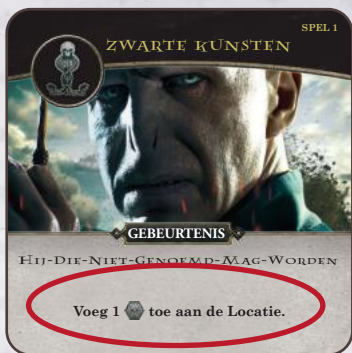 SPEL 1
ZWARTE KUNSTEN
GEBEURTENIS
HIJ-DIE-NIET-GENOEMD-MAG-WORDEN
Voeg 1 toe aan de Locatie.